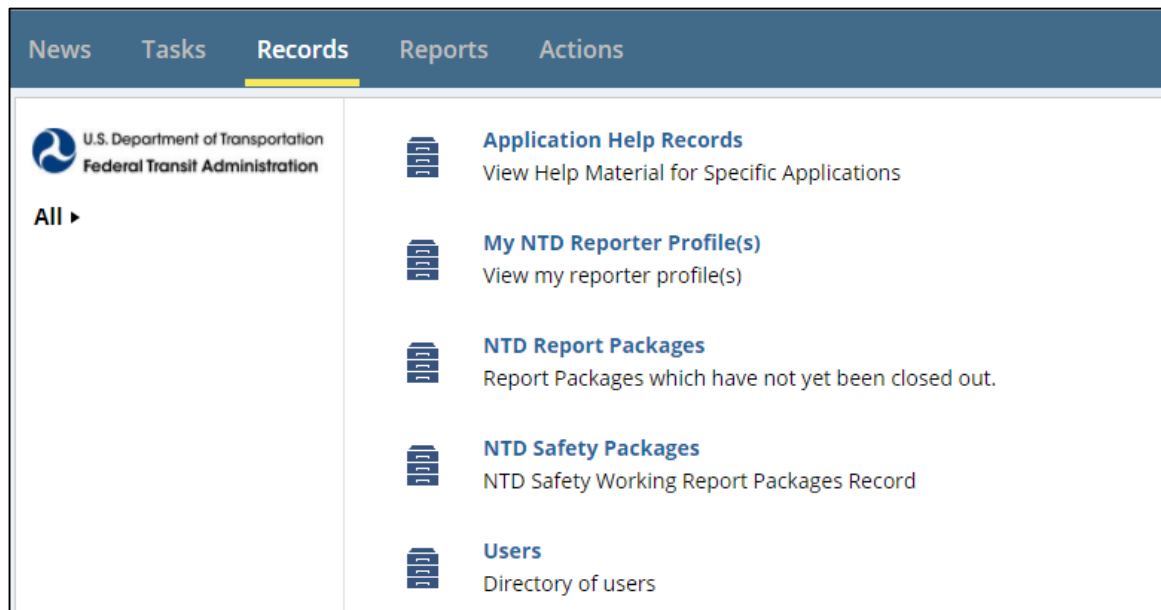 News Tasks Records Reports Actions
U.S. Department of Transportation
Federal Transit Administration
All
Application Help Records
View Help Material for Specific Applications
My NTD Reporter Profile(s)
View my reporter profile(s)
NTD Report Packages
Report Packages which have not yet been closed out.
NTD Safety Packages
NTD Safety Working Report Packages Record
Users
Directory of users